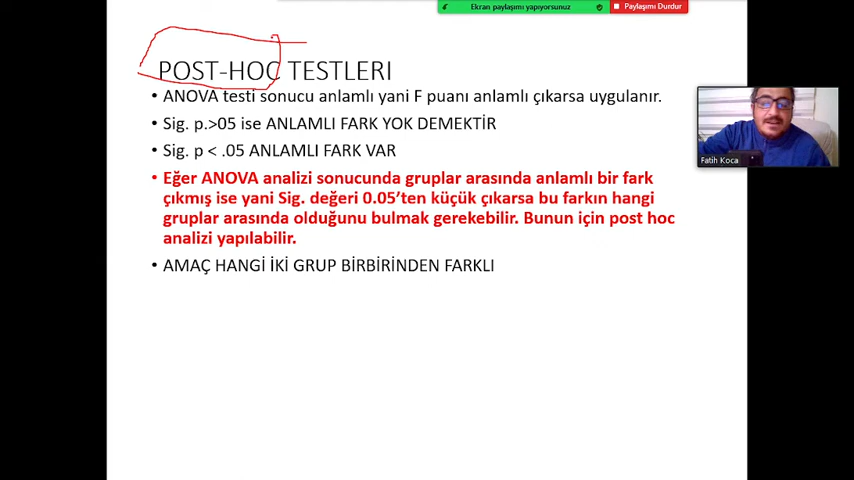 Ekran paylaşımı yapıyorsunuz
Paylaşımı Durdur
POST-HOC TESTLERI
• ANOVA testi sonucu anlamlı yani F puanı anlamlı çıkarsa uygulanır.
• Sig. p.>05 ise ANLAMLI FARK YOK DEMEKTİR
• Sig. p < .05 ANLAMLI FARK VAR
• Eğer ANOVA analizi sonucunda gruplar arasında anlamlı bir fark
çıkmış ise yani Sig. değeri 0.05’ten küçük çıkarsa bu farkın hangi
gruplar arasında olduğunu bulmak gerekebilir. Bunun için post hoc
analizi yapılabilir.
• AMAÇ HANGİ İKİ GRUP BİRBİRİNDEN FARKLI
Fatih Koca